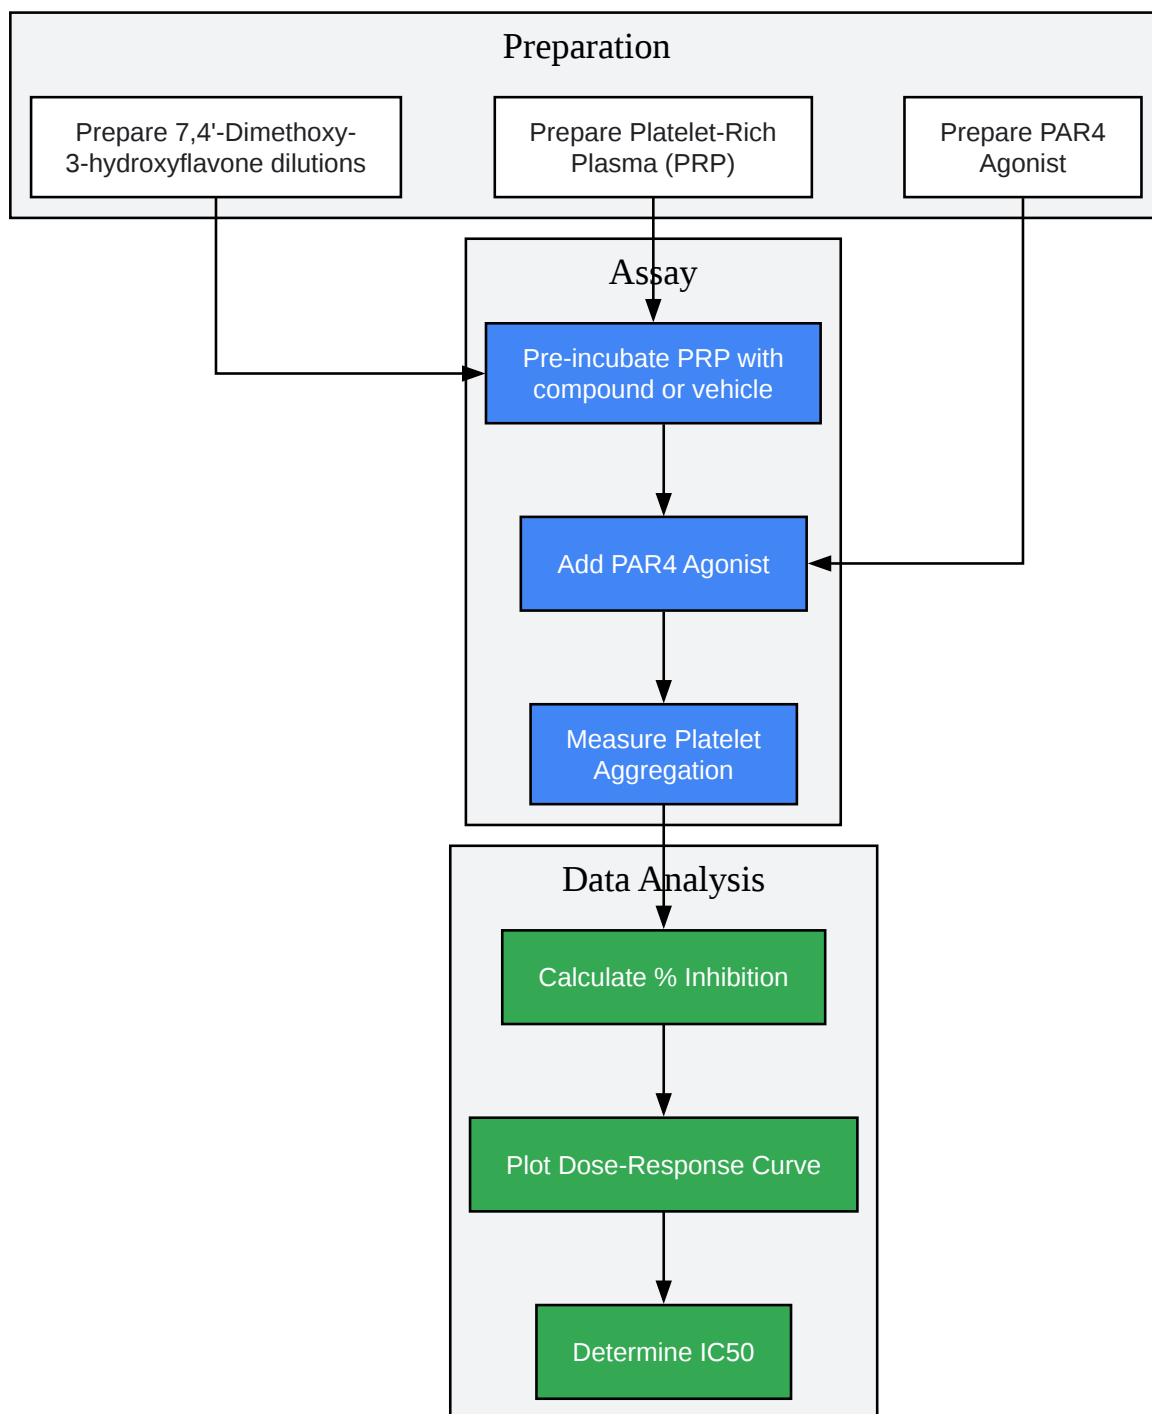 Preparation
Prepare 7,4'-Dimethoxy-
3-hydroxyflavone dilutions
Prepare Platelet-Rich
Plasma (PRP)
Prepare PAR4
Agonist
Assay
Pre-incubate PRP with
compound or vehicle
Add PAR4 Agonist
Measure Platelet
Aggregation
Data Analysis
Calculate % Inhibition
Plot Dose-Response Curve
Determine IC50